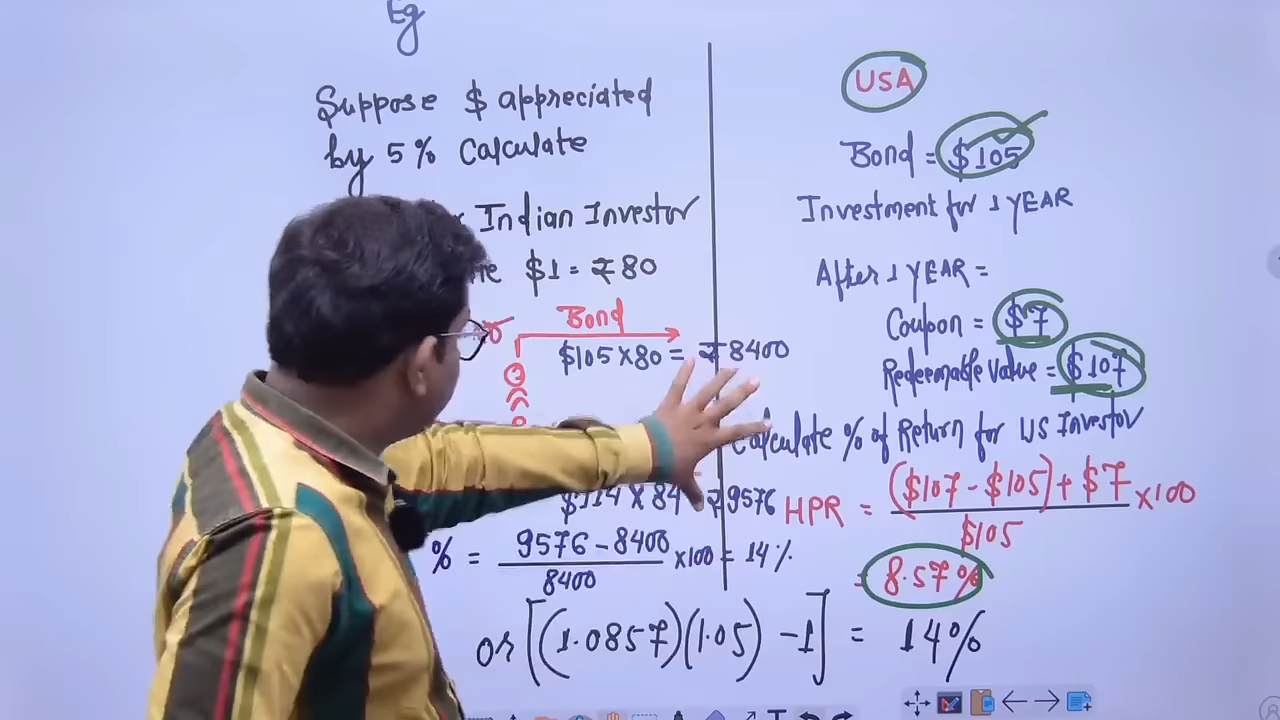 Eg
Suppose $ appreciated
by 5% Calculate
Indian Investor
$1 = ₹80
Bond
$105 x 80 = ₹8400
$114 x 84 ₹9576
% = 9576 - 8400 / 8400 x100 = 14%
or [(1.0857)(1.05) -1] = 14%
USA
Bond = $105
Investment for 1 YEAR
After 1 YEAR =
Coupon = $7
Redeemable Value = $107
Calculate % of Return for US Investor
HPR = ($107 - $105) + $7 / $105 x100
= 8.57%